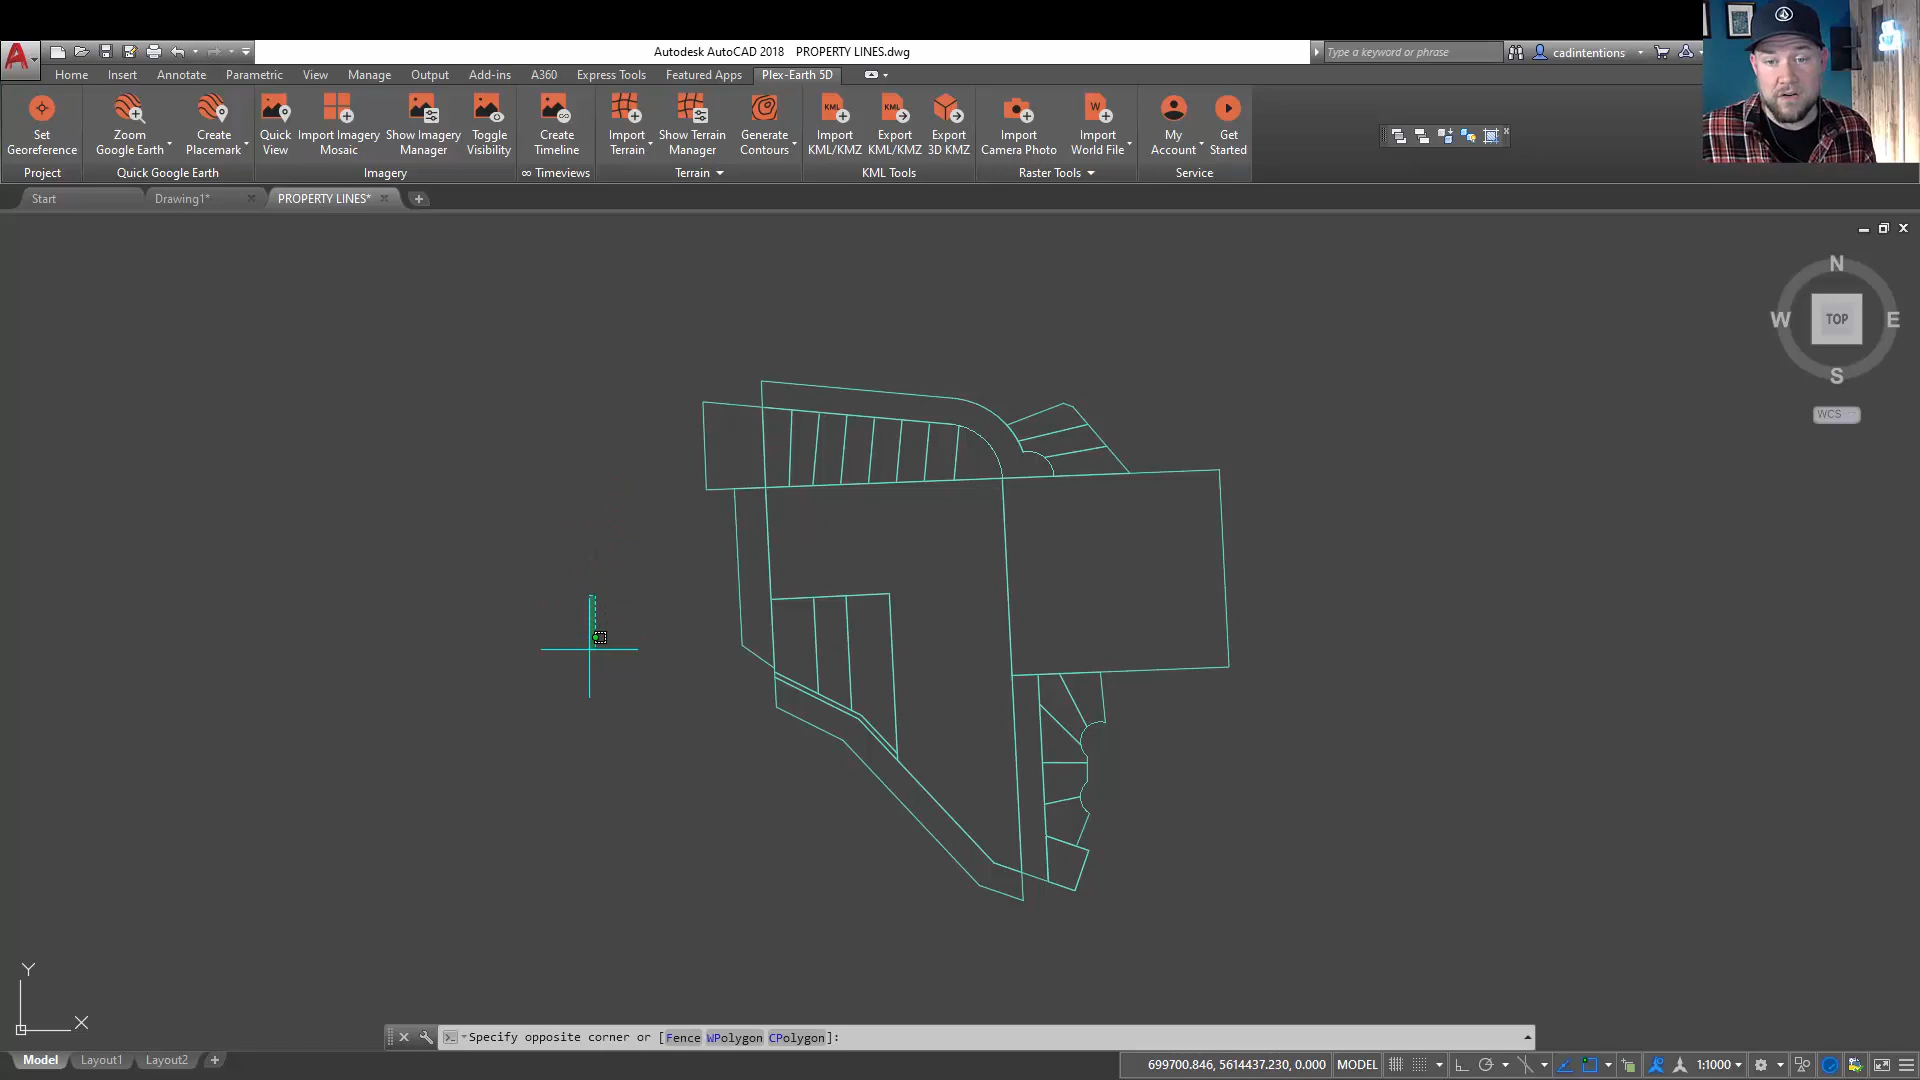 Autodesk AutoCAD 2018 PROPERTY LINES.dwg
Type a keyword or phrase
cadintentions
Home Insert Annotate Parametric View Manage Output Add-ins A360 Express Tools Featured Apps Plex-Earth 5D
Set Georeference
Zoom Google Earth
Create Placemark
Quick View
Import Imagery Mosaic
Show Imagery Manager
Toggle Visibility
Create Timeline
Import Terrain
Show Terrain Manager
Generate Contours
KML
Import KML/KMZ
KML
Export KML/KMZ
Export 3D KMZ
Import Camera Photo
W
Import World File
My Account
Get Started
Project Quick Google Earth Imagery Timeviews Terrain KML Tools Raster Tools Service
Start Drawing1* PROPERTY LINES*
N
W TOP E
S
WCS
Y
X
Specify opposite corner or [Fence WPolygon CPolygon]:
Model Layout1 Layout2
699700.846, 5614437.230, 0.000 MODEL 1:1000